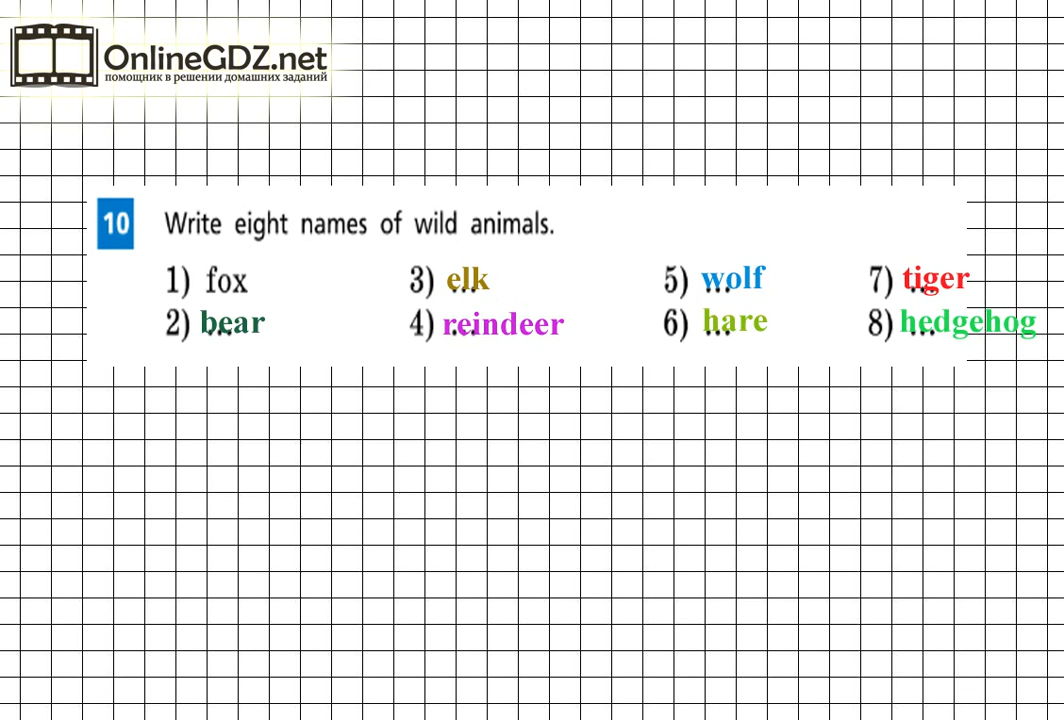 OnlineGDZ.net
помощник в решении домашних заданий
10 Write eight names of wild animals.
1) fox 3) elk 5) wolf 7) tiger
2) bear 4) reindeer 6) hare 8) hedgehog